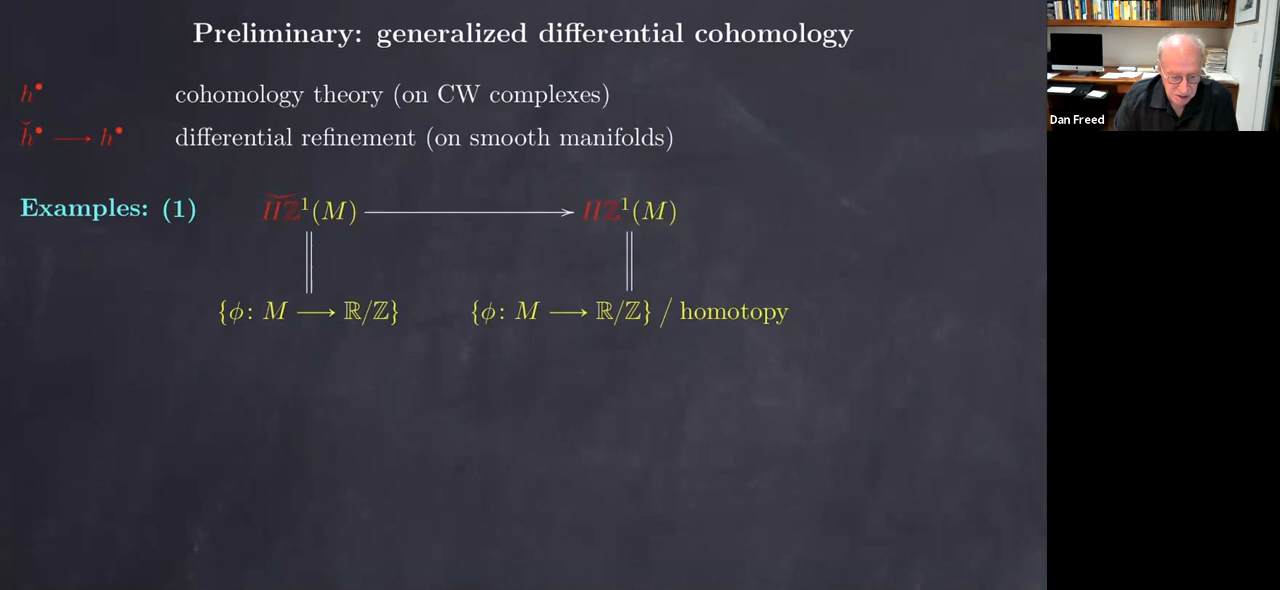 Preliminary: generalized differential cohomology
h• cohomology theory (on CW complexes)
ȟ• ⟶ h• differential refinement (on smooth manifolds)
Examples: (1) H͝Z¹(M) ⟶ HZ¹(M)
{ϕ: M ⟶ ℝ/ℤ} {ϕ: M ⟶ ℝ/ℤ} / homotopy
Dan Freed